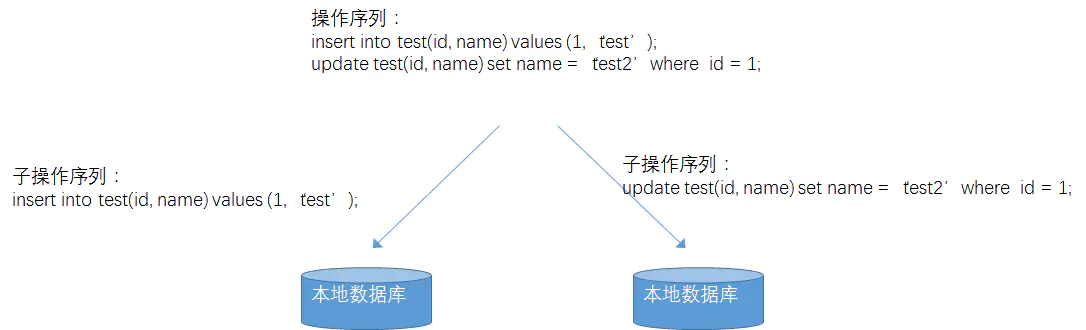 操作序列：
insert into test(id, name) values (1, ‘test’);
update test(id, name) set name = ‘test2’ where id = 1;
子操作序列：
insert into test(id, name) values (1, ‘test’);
子操作序列：
update test(id, name) set name = ‘test2’ where id = 1;
本地数据库
本地数据库